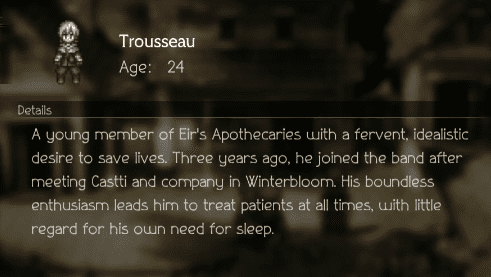 Trousseau
Age: 24
Details
A young member of Eir's Apothecaries with a fervent, idealistic
desire to save lives. Three years ago, he joined the band after
meeting Castti and company in Winterbloom. His boundless
enthusiasm leads him to treat patients at all times, with little
regard for his own need for sleep.